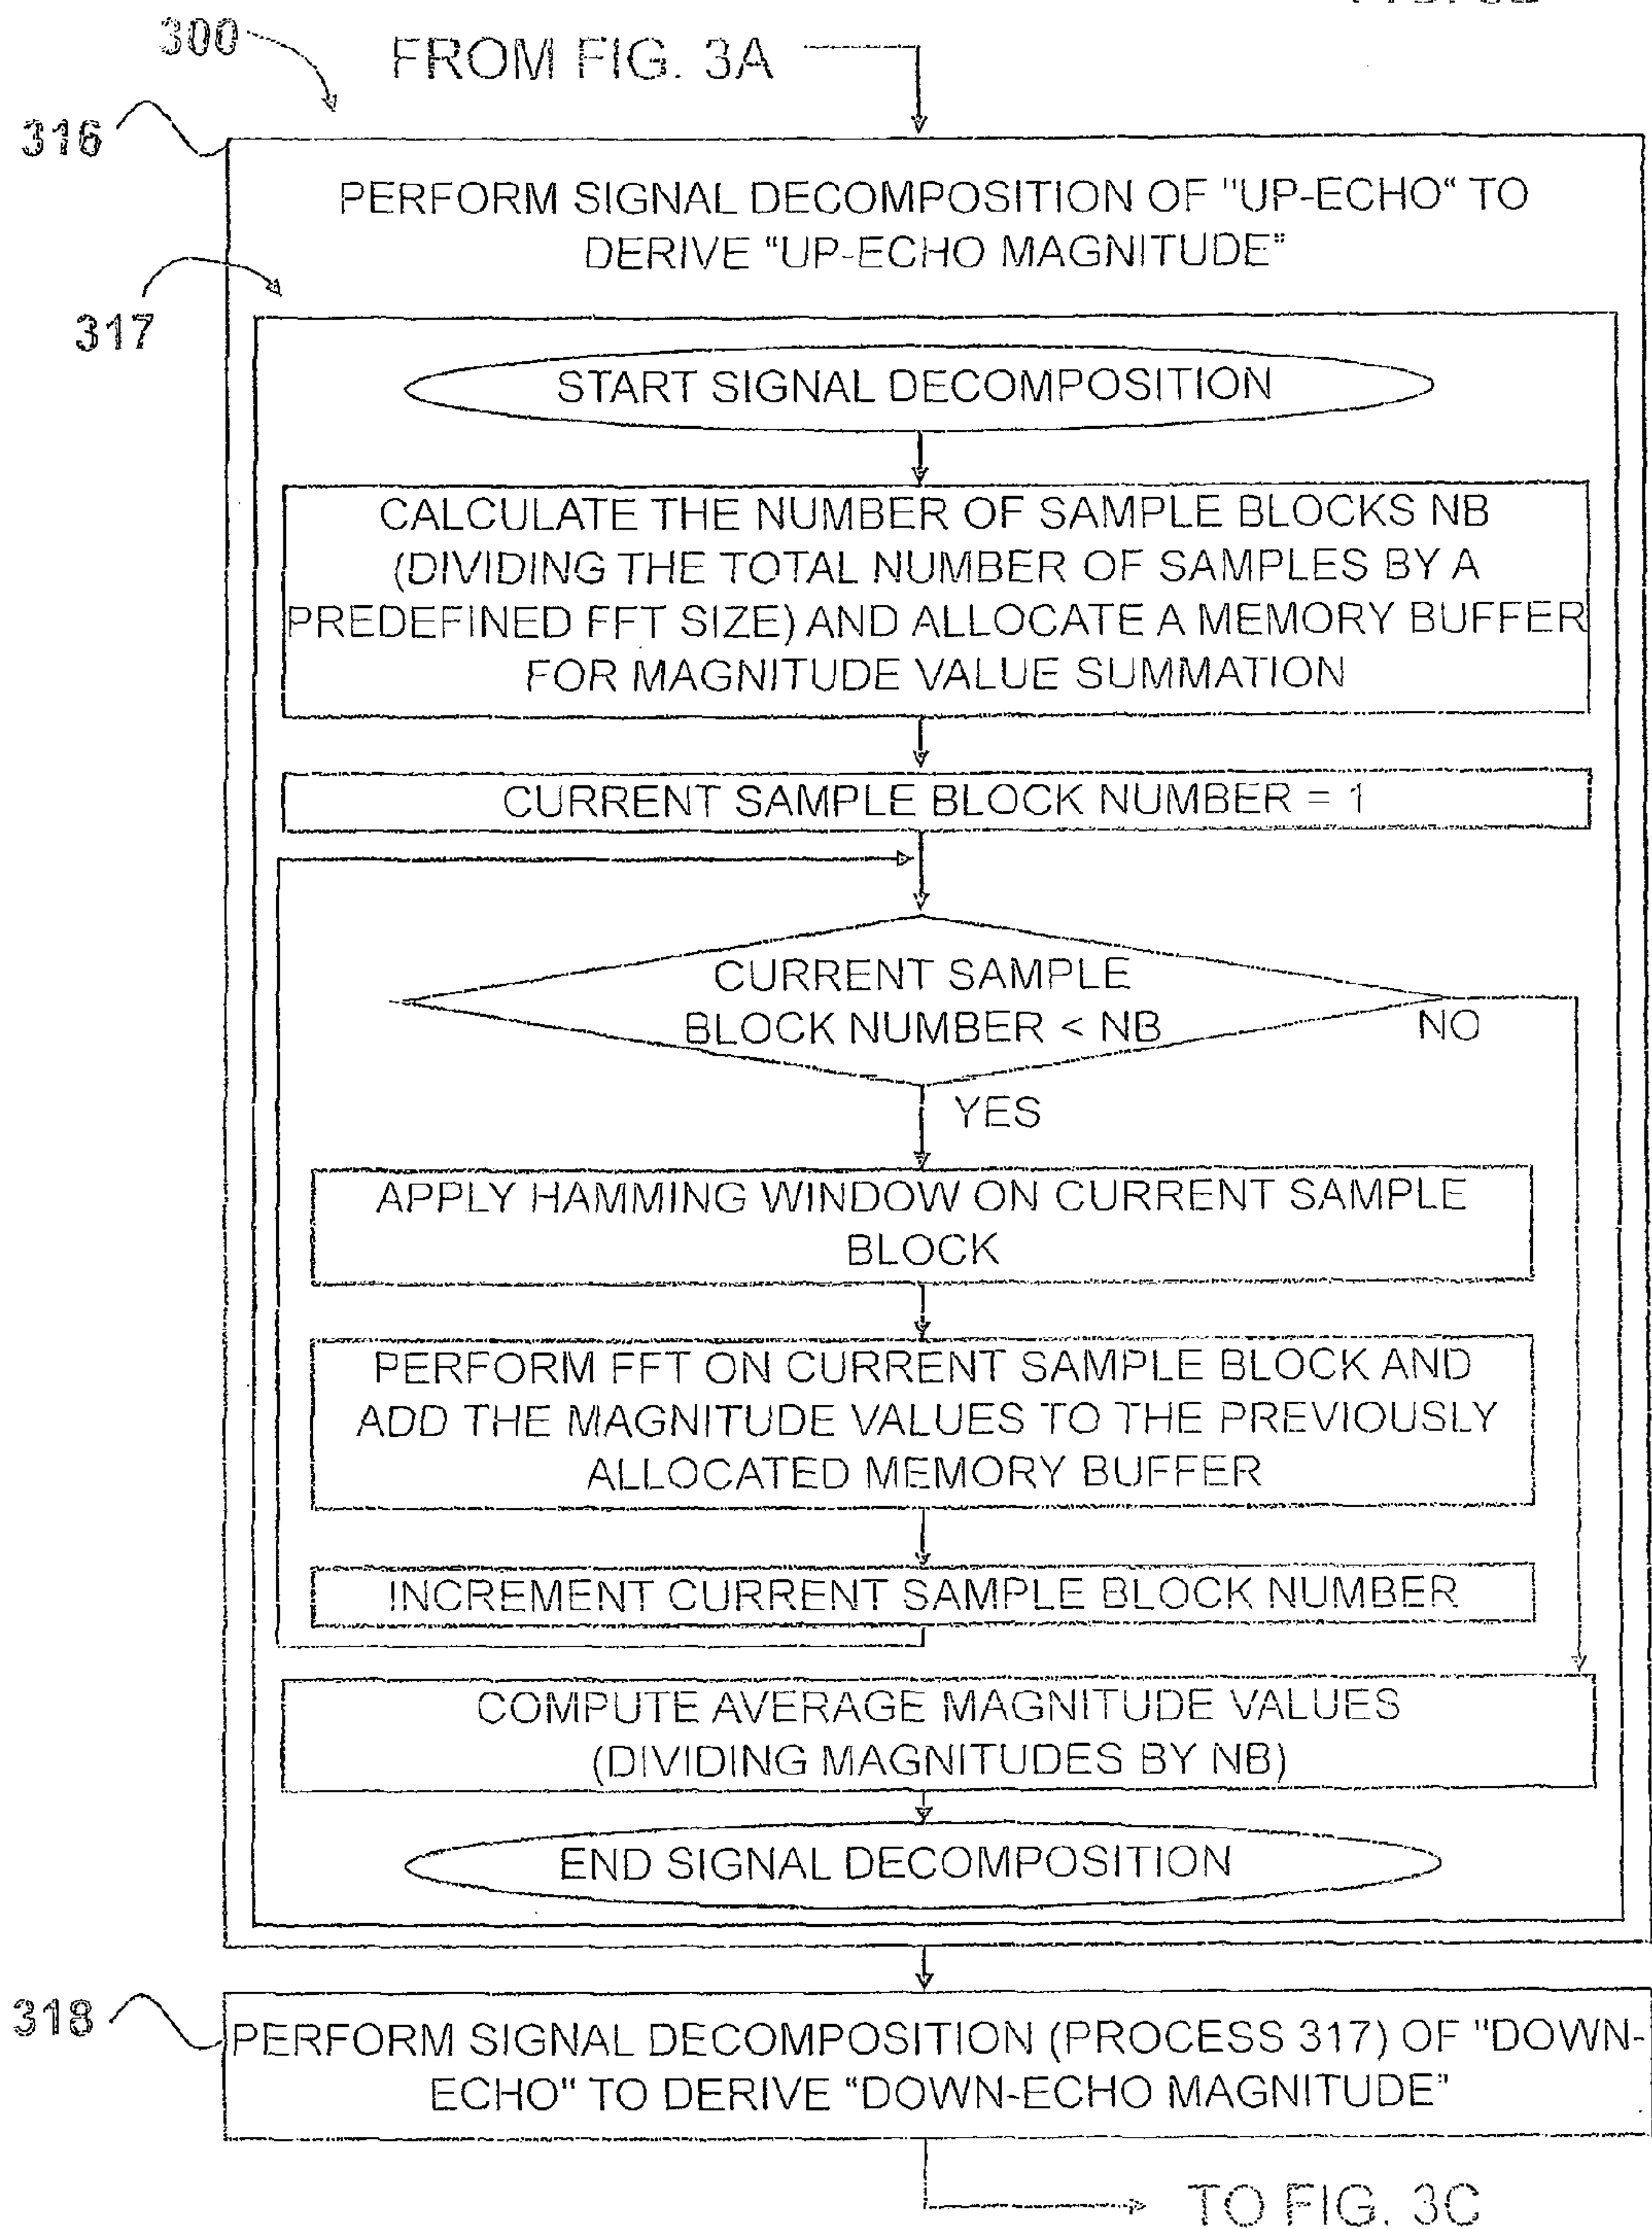 300
FROM FIG. 3A
316
PERFORM SIGNAL DECOMPOSITION OF "UP-ECHO" TO
DERIVE "UP-ECHO MAGNITUDE"
317
START SIGNAL DECOMPOSITION
CALCULATE THE NUMBER OF SAMPLE BLOCKS NB
(DIVIDING THE TOTAL NUMBER OF SAMPLES BY A
PREDEFINED FFT SIZE) AND ALLOCATE A MEMORY BUFFER
FOR MAGNITUDE VALUE SUMMATION
CURRENT SAMPLE BLOCK NUMBER = 1
CURRENT SAMPLE
BLOCK NUMBER < NB
NO
YES
APPLY HAMMING WINDOW ON CURRENT SAMPLE
BLOCK
PERFORM FFT ON CURRENT SAMPLE BLOCK AND
ADD THE MAGNITUDE VALUES TO THE PREVIOUSLY
ALLOCATED MEMORY BUFFER
INCREMENT CURRENT SAMPLE BLOCK NUMBER
COMPUTE AVERAGE MAGNITUDE VALUES
(DIVIDING MAGNITUDES BY NB)
END SIGNAL DECOMPOSITION
318
PERFORM SIGNAL DECOMPOSITION (PROCESS 317) OF "DOWN-
ECHO" TO DERIVE "DOWN-ECHO MAGNITUDE"
TO FIG. 3C